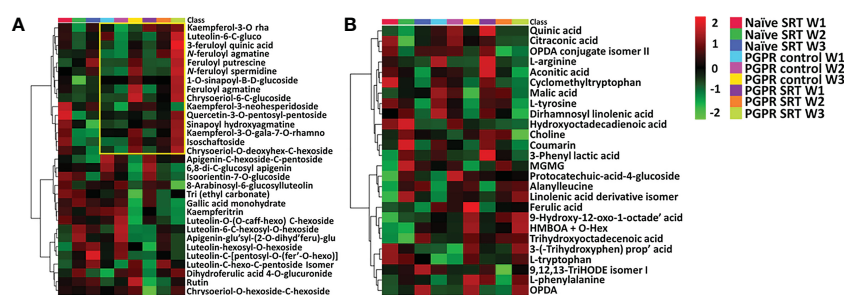 A
Class
Kaempferol-3-O rha
Luteolin-6-C-gluco
3-feruloyl quinic acid
N-feruloyl agmatine
Feruloyl putrescine
N-feruloyl spermidine
1-O-sinapoyl-B-D-glucoside
Feruloyl agmatine
Chrysoeriol-6-C-glucoside
Kaempferol-3-neohesperidoside
Quercetin-3-O-pentosyl-pentoside
Sinapoyl hydroxyagmatine
Kaempferol-3-O-gala-7-O-rhamno
Isoschaftoside
Chrysoeriol-O-deoxyhex-C-hexoside
Apigenin-C-hexoside-C-pentoside
6,8-di-C-glucosyl apigenin
Isoorientin-7-O-glucoside
8-Arabinosyl-6-glucosylluteolin
Tri (ethyl carbonate)
Gallic acid monohydrate
Kaempferitrin
Luteolin-O-(O-caff-hexo) C-hexoside
Luteolin-6-C-hexosyl-O-hexoside
Apigenin-glu'syl-(2-O-dihyd'feru)-glu
Luteolin-hexosyl-O-hexoside
Luteolin-C-[pentosyl-O-(fer'-O-hexo)]
Luteolin-C-hexo-C-pentoside Isomer
Dihydroferulic acid 4-O-glucuronide
Rutin
Chrysoeriol-O-hexoside-C-hexoside
B
Class
Quinic acid
Citraconic acid
OPDA conjugate isomer II
L-arginine
Aconitic acid
Cyclomethyltryptophan
Malic acid
L-tyrosine
Dirhamnosyl linolenic acid
Hydroxyoctadecadienoic acid
Choline
Coumarin
3-Phenyl lactic acid
MGMG
Protocatechuic-acid-4-glucoside
Alanylleucine
Linolenic acid derivative isomer
Ferulic acid
9-Hydroxy-12-oxo-1-octade' acid
HMBOA + O-Hex
Trihydroxyoctadecenoic acid
3-(-Trihydroxyphen) prop' acid
L-tryptophan
9,12,13-TriHODE isomer I
L-phenylalanine
OPDA
2
1
0
-1
-2
Naïve SRT W1
Naïve SRT W2
Naïve SRT W3
PGPR control W1
PGPR control W2
PGPR control W3
PGPR SRT W1
PGPR SRT W2
PGPR SRT W3